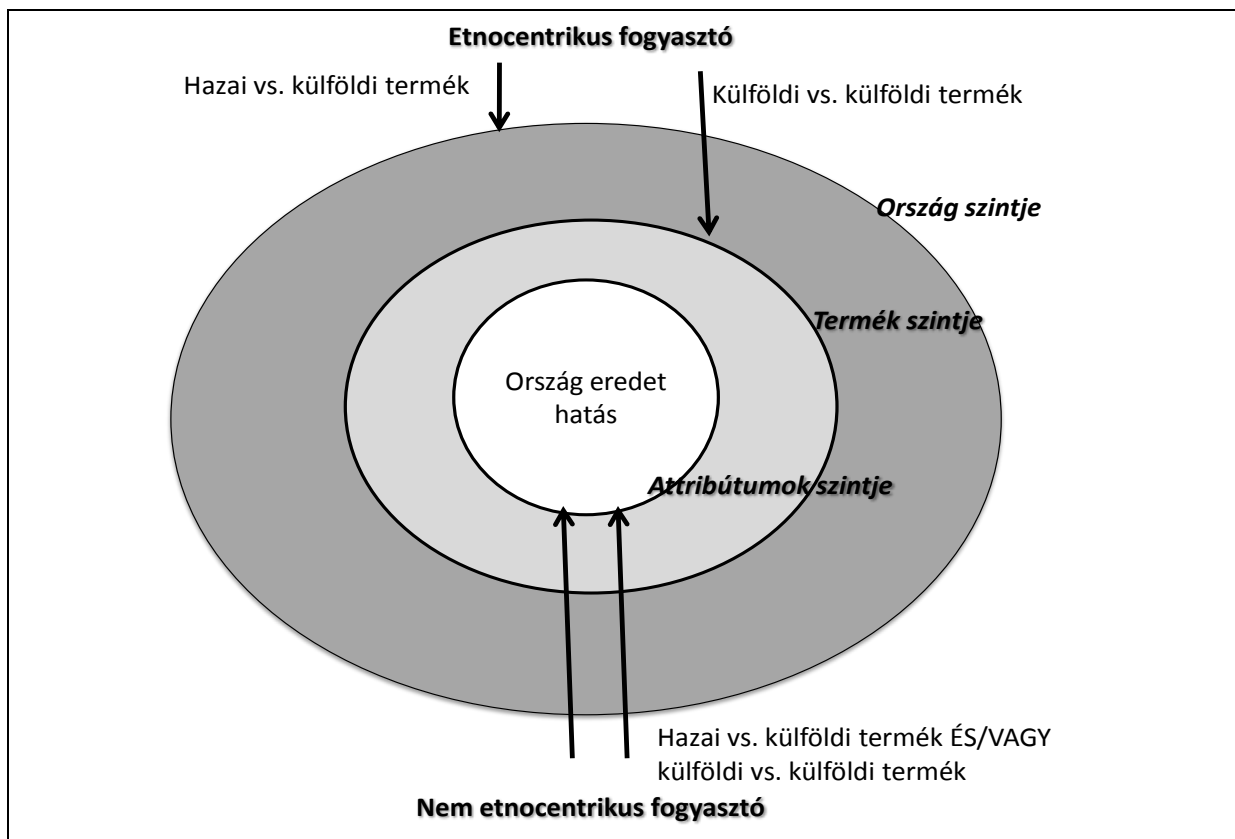 Etnocentrikus fogyasztó
Hazai vs. külföldi termék
Külföldi vs. külföldi termék
Ország szintje
Termék szintje
Ország eredet
hatás
Attribútumok szintje
Hazai vs. külföldi termék ÉS/VAGY
külföldi vs. külföldi termék
Nem etnocentrikus fogyasztó